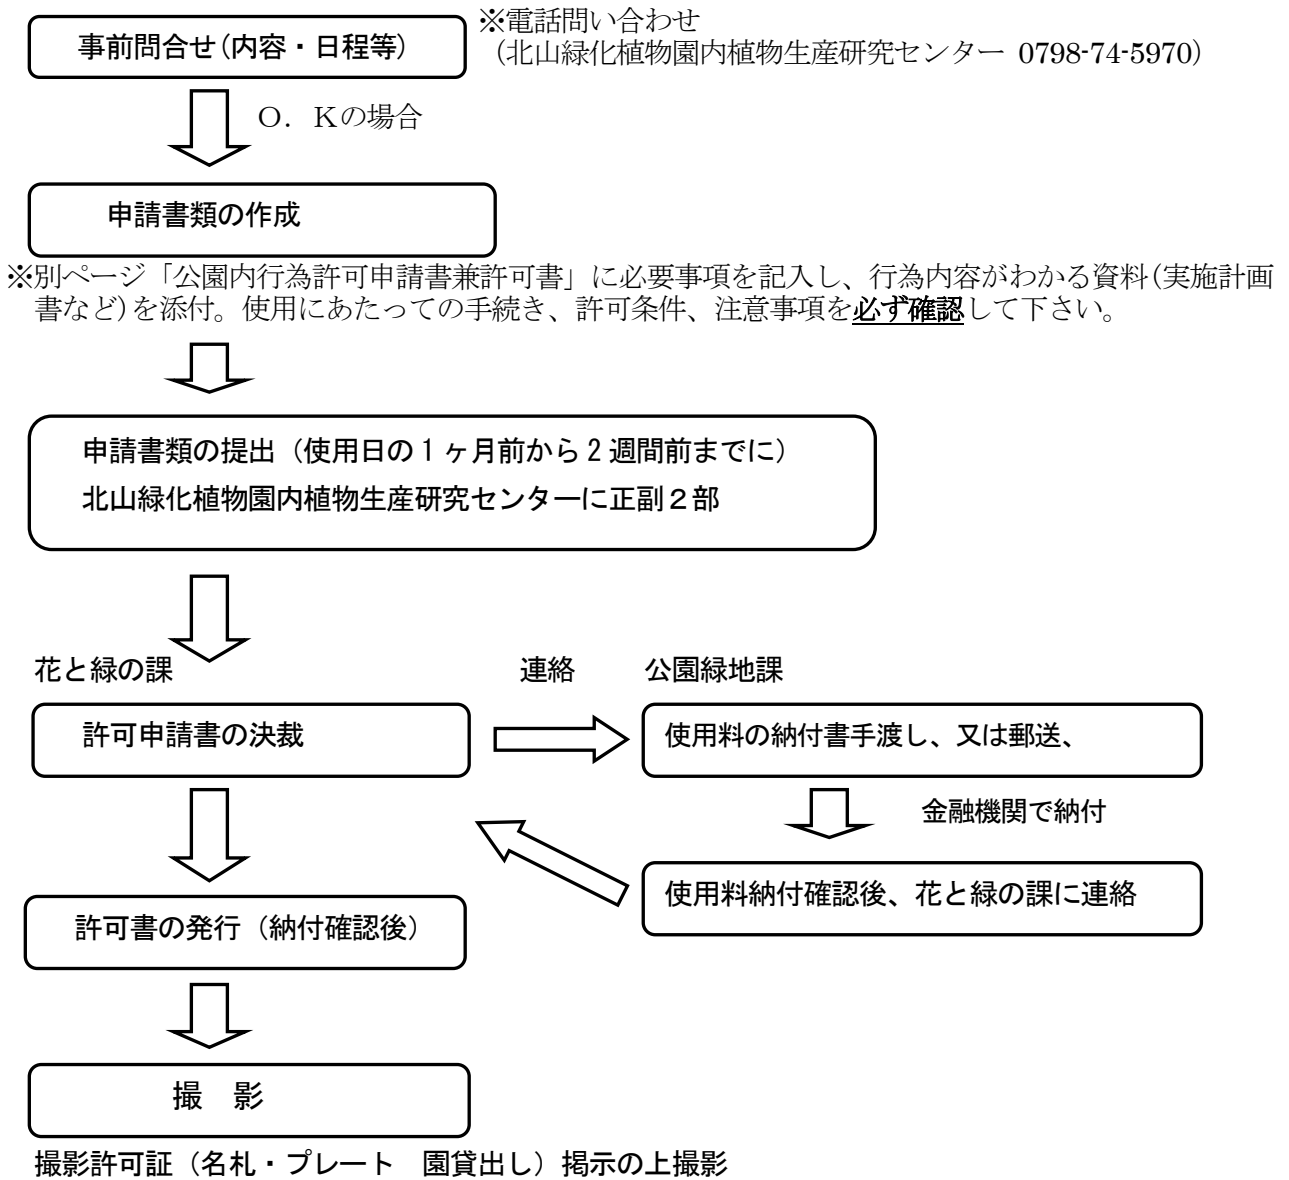 事前問合せ(内容・日程等)
※電話問い合わせ
(北山緑化植物園内植物生産研究センター 0798-74-5970)
O．Kの場合
申請書類の作成
※別ページ「公園内行為許可申請書兼許可書」に必要事項を記入し、行為内容がわかる資料(実施計画
書など)を添付。使用にあたっての手続き、許可条件、注意事項を必ず確認して下さい。
申請書類の提出（使用日の１ヶ月前から２週間前までに）
北山緑化植物園内植物生産研究センターに正副２部
花と緑の課
連絡
公園緑地課
許可申請書の決裁
使用料の納付書手渡し、又は郵送、
金融機関で納付
使用料納付確認後、花と緑の課に連絡
許可書の発行（納付確認後）
撮　影
撮影許可証（名札・プレート　園貸出し）掲示の上撮影